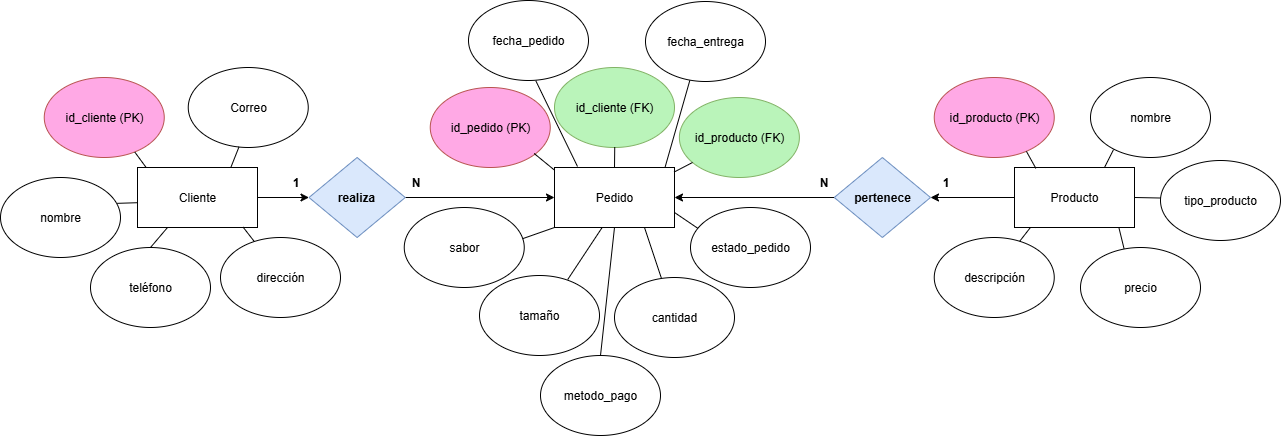 fecha_pedido
fecha_entrega
id_cliente (PK)
Correo
id_cliente (FK)
id_pedido (PK)
id_producto (FK)
id_producto (PK)
nombre
1
N
N
1
Cliente
realiza
Pedido
pertenece
Producto
tipo_producto
nombre
sabor
estado_pedido
teléfono
dirección
descripción
precio
tamaño
cantidad
metodo_pago